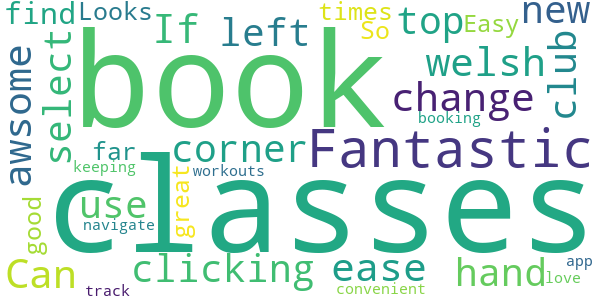 find
Looks
If
left
times
So
top
Easy
new
awsome
select
book
welsh
club
change
booking
far
corner
Fantastic
keeping
workouts
classes
good
use
navigate
great
Can
clicking
ease
hand
app
love
track
convenient